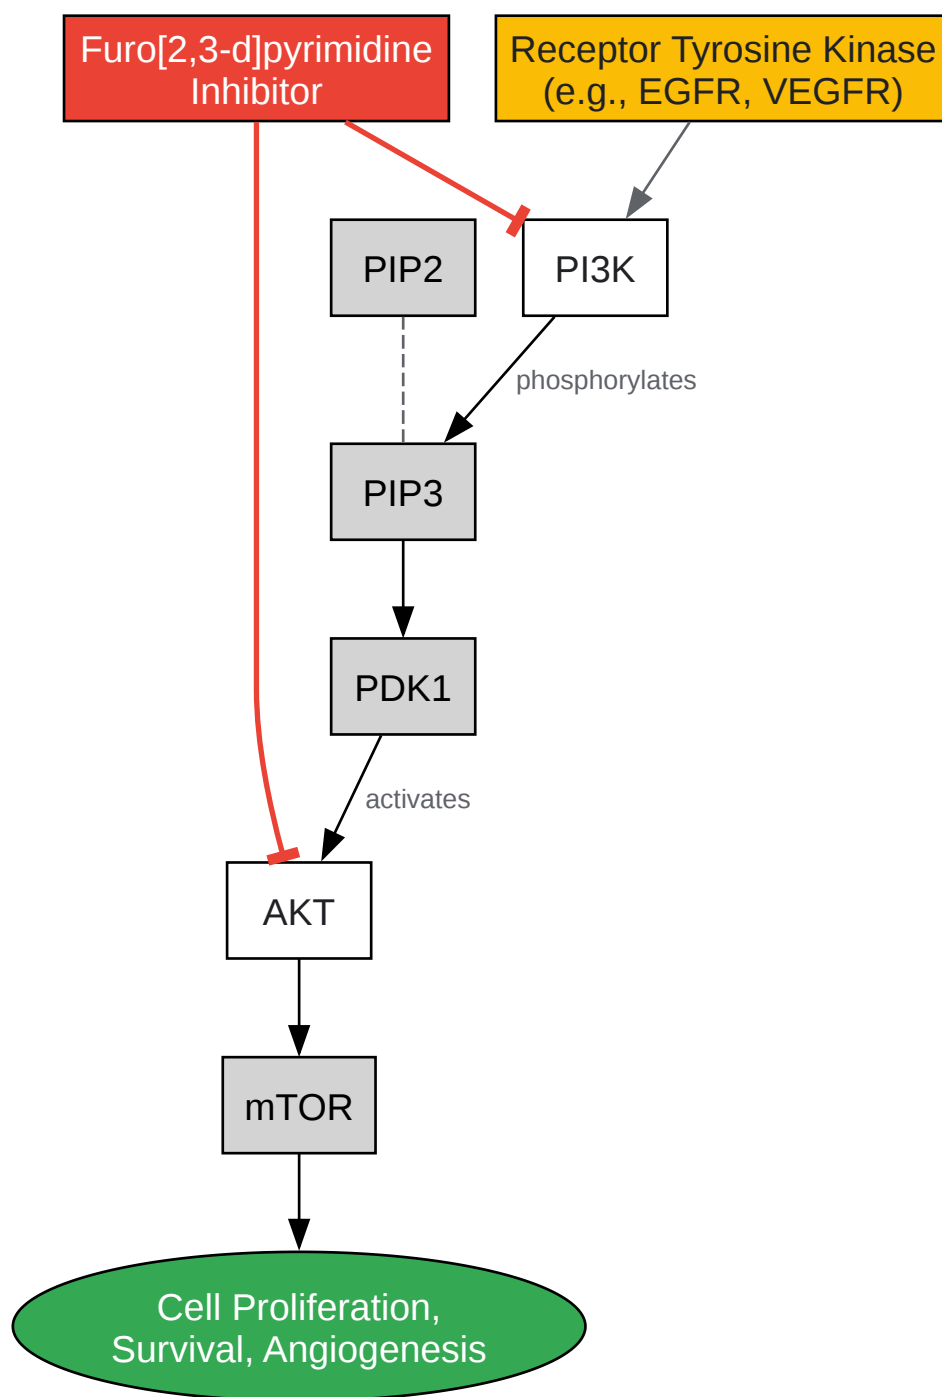 Furo[2,3-d]pyrimidine
Inhibitor
Receptor Tyrosine Kinase
(e.g., EGFR, VEGFR)
PIP2
PI3K
phosphorylates
PIP3
PDK1
activates
AKT
mTOR
Cell Proliferation,
Survival, Angiogenesis